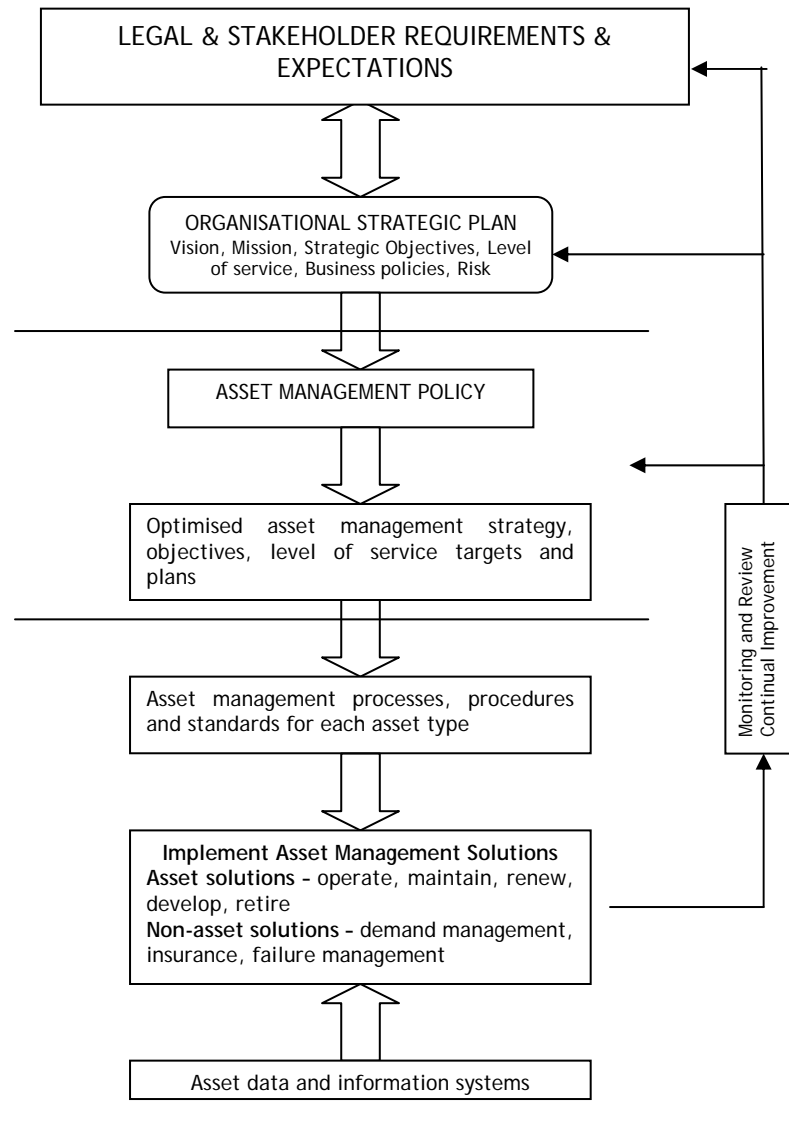 LEGAL & STAKEHOLDER REQUIREMENTS &
EXPECTATIONS
ORGANISATIONAL STRATEGIC PLAN
Vision, Mission, Strategic Objectives, Level
of service, Business policies, Risk
ASSET MANAGEMENT POLICY
Optimised asset management strategy,
objectives, level of service targets and
plans
Asset management processes, procedures
and standards for each asset type
Implement Asset Management Solutions
Asset solutions – operate, maintain, renew,
develop, retire
Non-asset solutions – demand management,
insurance, failure management
Asset data and information systems
Monitoring and Review
Continual Improvement